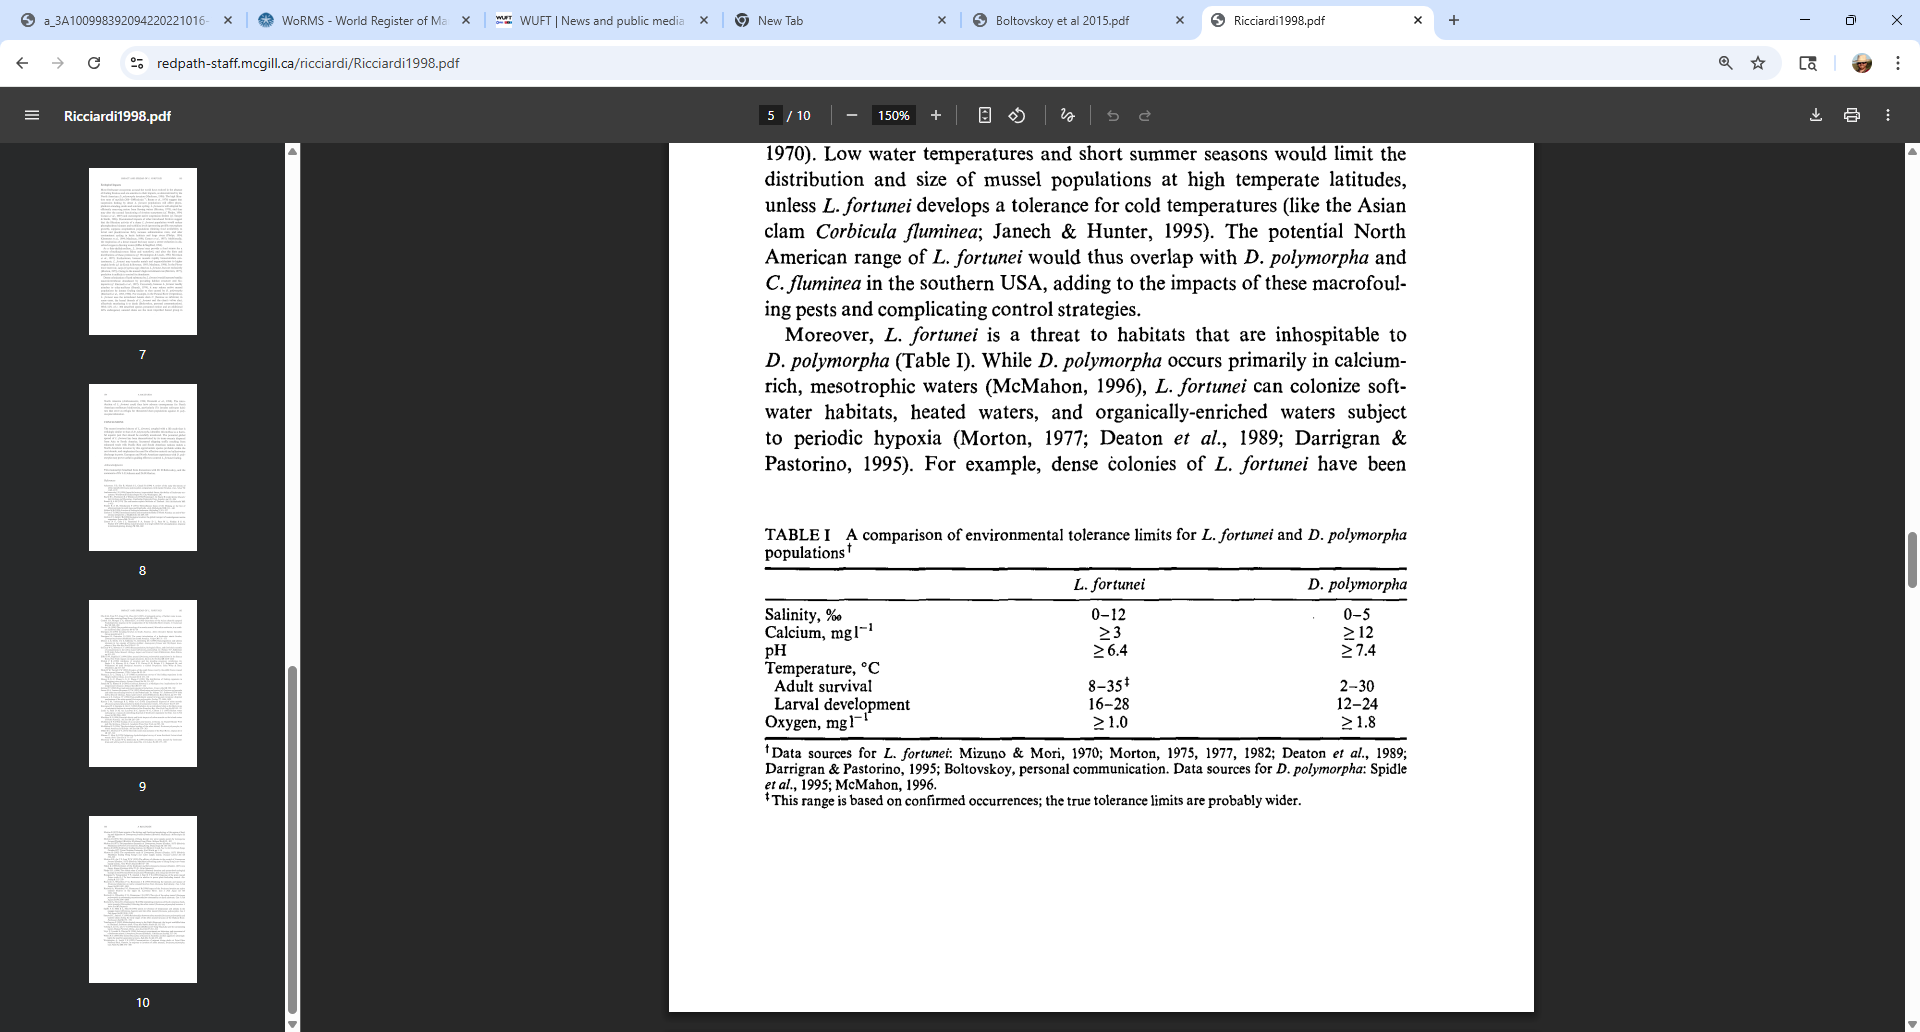 a_3A100998392094220221016-
WoRMS - World Register of Ma
WUFT | News and public media
New Tab
Boltovskoy et al 2015.pdf
Ricciardi1998.pdf
redpath-staff.mcgill.ca/ricciardi/Ricciardi1998.pdf
Ricciardi1998.pdf
5 / 10
150%
7
8
9
10
1970). Low water temperatures and short summer seasons would limit the
distribution and size of mussel populations at high temperate latitudes,
unless L. fortunei develops a tolerance for cold temperatures (like the Asian
clam Corbicula fluminea; Janech & Hunter, 1995). The potential North
American range of L. fortunei would thus overlap with D. polymorpha and
C. fluminea in the southern USA, adding to the impacts of these macrofoul-
ing pests and complicating control strategies.
Moreover, L. fortunei is a threat to habitats that are inhospitable to
D. polymorpha (Table I). While D. polymorpha occurs primarily in calcium-
rich, mesotrophic waters (McMahon, 1996), L. fortunei can colonize soft-
water habitats, heated waters, and organically-enriched waters subject
to periodic hypoxia (Morton, 1977; Deaton et al., 1989; Darrigran &
Pastorino, 1995). For example, dense colonies of L. fortunei have been
TABLE I A comparison of environmental tolerance limits for L. fortunei and D. polymorpha
populations†
L. fortunei D. polymorpha
Salinity, ‰ 0–12 0–5
Calcium, mg l⁻¹ ≥3 ≥12
pH ≥6.4 ≥7.4
Temperature, °C
Adult survival 8–35‡ 2–30
Larval development 16–28 12–24
Oxygen, mg l⁻¹ ≥1.0 ≥1.8
†Data sources for L. fortunei: Mizuno & Mori, 1970; Morton, 1975, 1977, 1982; Deaton et al., 1989;
Darrigran & Pastorino, 1995; Boltovskoy, personal communication. Data sources for D. polymorpha: Spidle
et al., 1995; McMahon, 1996.
‡This range is based on confirmed occurrences; the true tolerance limits are probably wider.